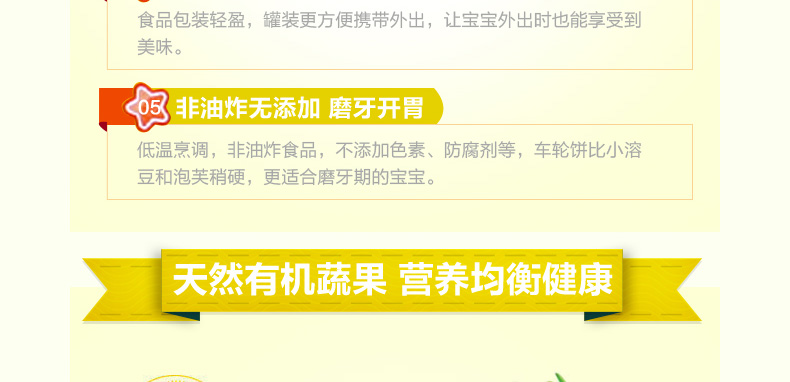 食品包装轻盈，罐装更方便携带外出，让宝宝外出时也能享受到
美味。
05 非油炸无添加 磨牙开胃
低温烹调，非油炸食品，不添加色素、防腐剂等，车轮饼比小溶
豆和泡芙稍硬，更适合磨牙期的宝宝。
天然有机蔬果 营养均衡健康